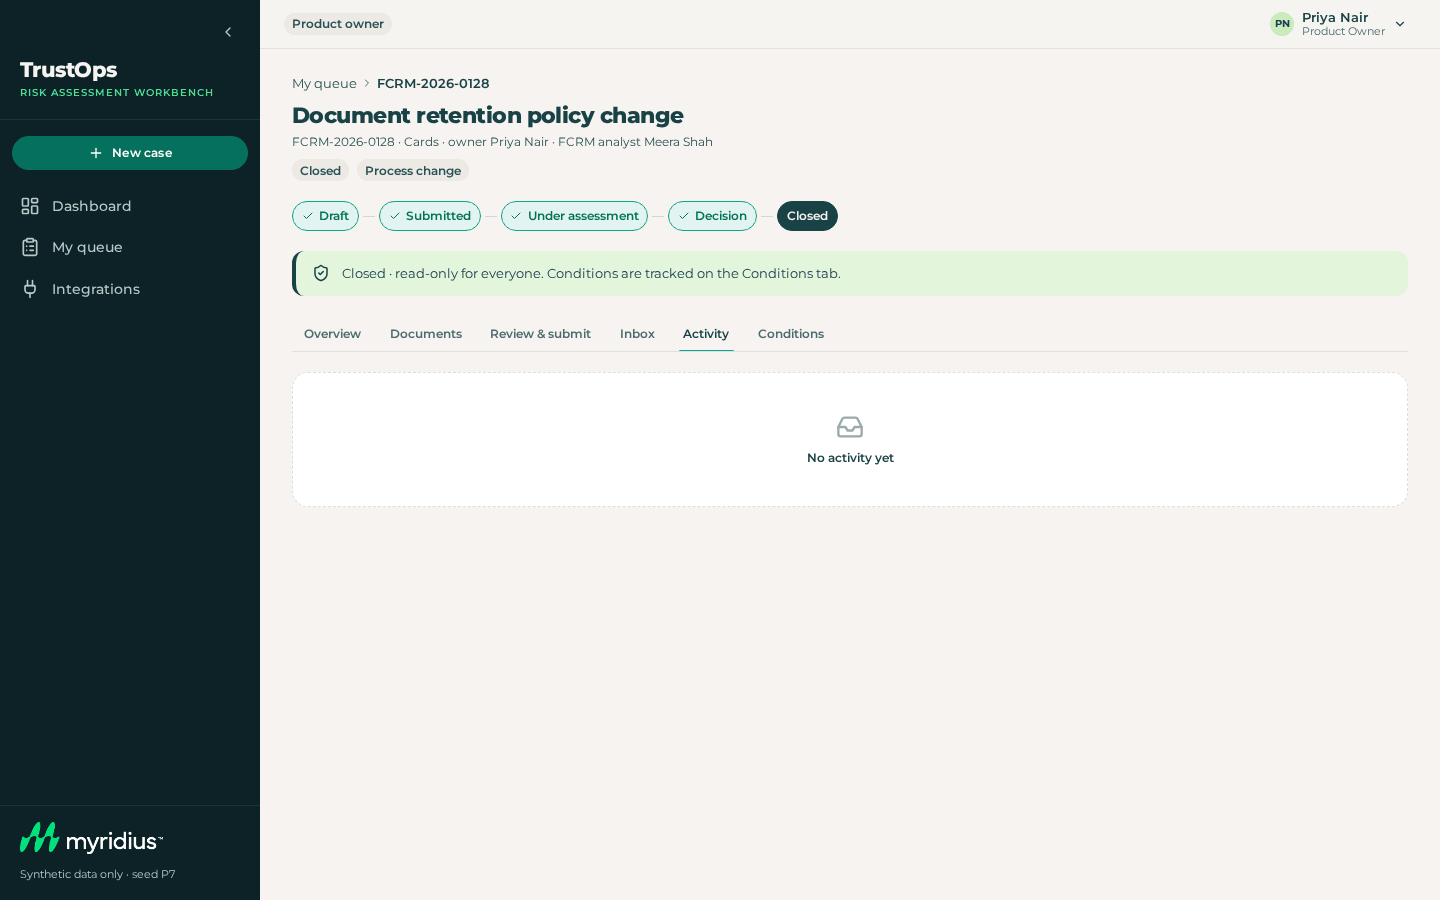 TrustOps
RISK ASSESSMENT WORKBENCH
New case
Dashboard
My queue
Integrations
myridius™
Synthetic data only · seed P7
Product owner
PN
Priya Nair
Product Owner
My queue > FCRM-2026-0128
Document retention policy change
FCRM-2026-0128 · Cards · owner Priya Nair · FCRM analyst Meera Shah
Closed Process change
Draft Submitted Under assessment Decision Closed
Closed · read-only for everyone. Conditions are tracked on the Conditions tab.
Overview Documents Review & submit Inbox Activity Conditions
No activity yet